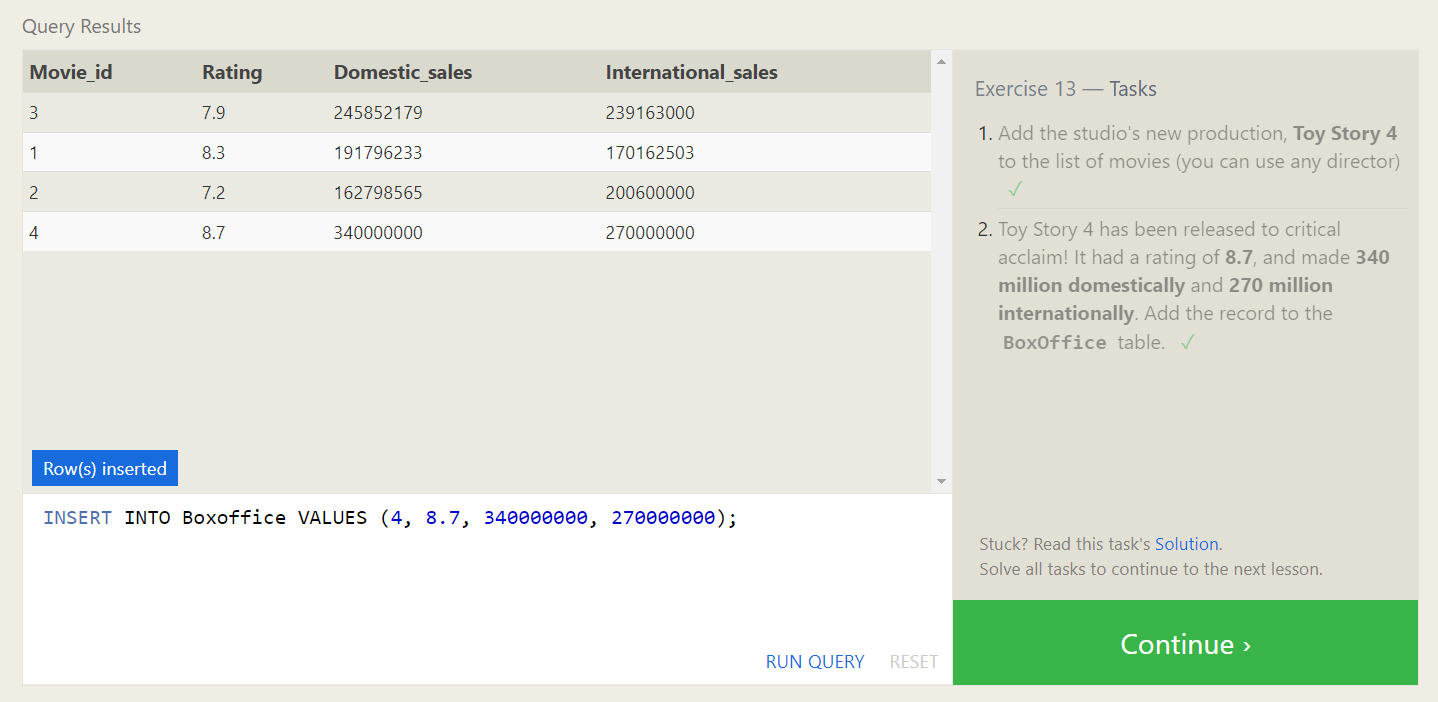 Query Results
Movie_id Rating Domestic_sales International_sales
3 7.9 245852179 239163000
1 8.3 191796233 170162503
2 7.2 162798565 200600000
4 8.7 340000000 270000000
Row(s) inserted
INSERT INTO Boxoffice VALUES (4, 8.7, 340000000, 270000000);
RUN QUERY RESET
Exercise 13 — Tasks
1. Add the studio's new production, Toy Story 4
to the list of movies (you can use any director)
✓
2. Toy Story 4 has been released to critical
acclaim! It had a rating of 8.7, and made 340
million domestically and 270 million
internationally. Add the record to the
BoxOffice table. ✓
Stuck? Read this task's Solution.
Solve all tasks to continue to the next lesson.
Continue ›